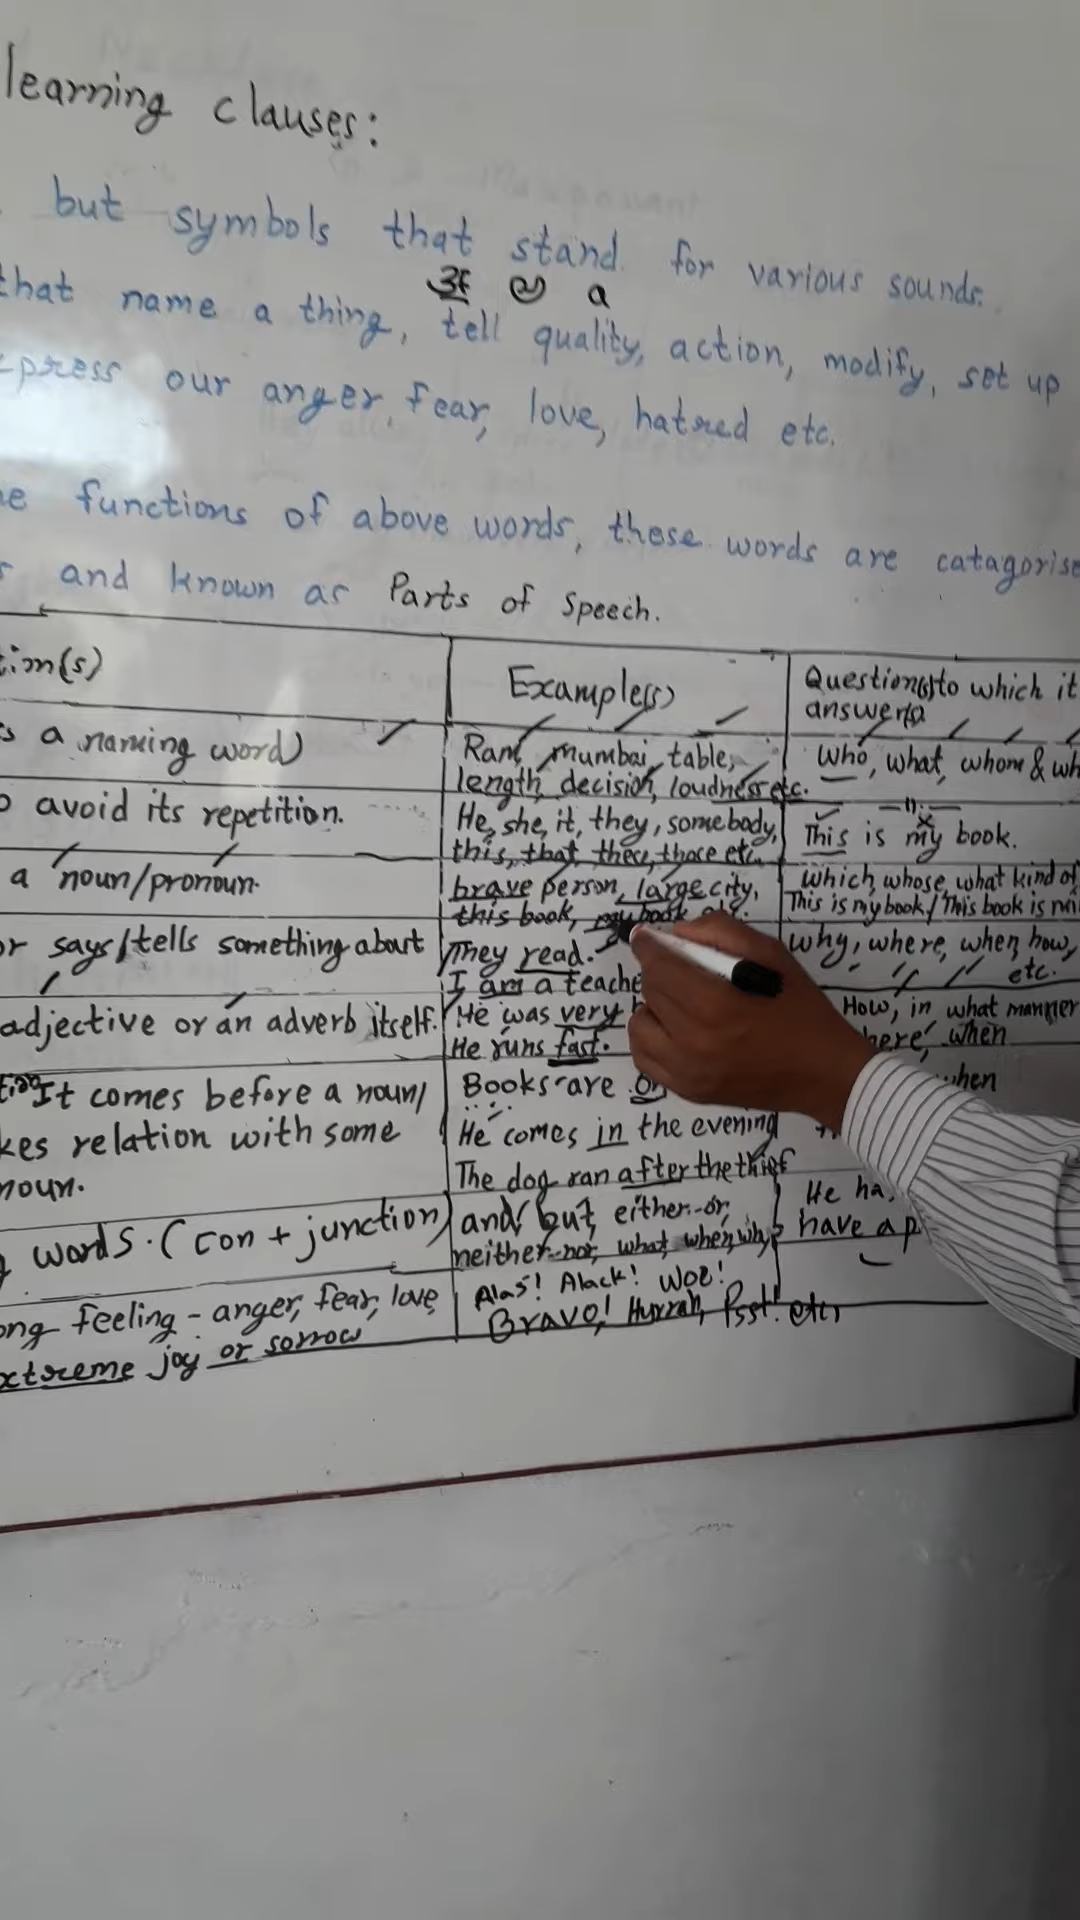 learning clauses:
but symbols that stand for various sounds.
अ a
that name a thing, tell quality, action, modify, set up
press our anger, fear, love, hatred etc.
functions of above words, these words are catagorise
and known as Parts of Speech.
Example(s)
Question(s) to which it
answer(s)
a naming word
Ram, mumbai, table,
length, decision, loudness etc.
Who, what, whom & wh
avoid its repetition.
He, she, it, they, somebody,
this, that, these, those etc.
This is my book.
a noun/pronoun.
brave person, large city,
this book, my book etc.
which, whose, what kind of
This is my book/This book is mi
or says/tells something about
They read.
I am a teache
why, where, when, how,
etc.
adjective or an adverb itself.
He was very
He runs fast.
How, in what manner
here, when
It comes before a noun/
kes relation with some
noun.
Books are on
He comes in the evening
The dog ran after the thief
when
words. (con + junction)
and, but, either-or,
neither-nor, what, when, why
He ha
have a p
ong feeling - anger, fear, love,
xtreme joy or sorrow
Alas! Alack! Woe!
Bravo! Hurrah, Psst! etc,